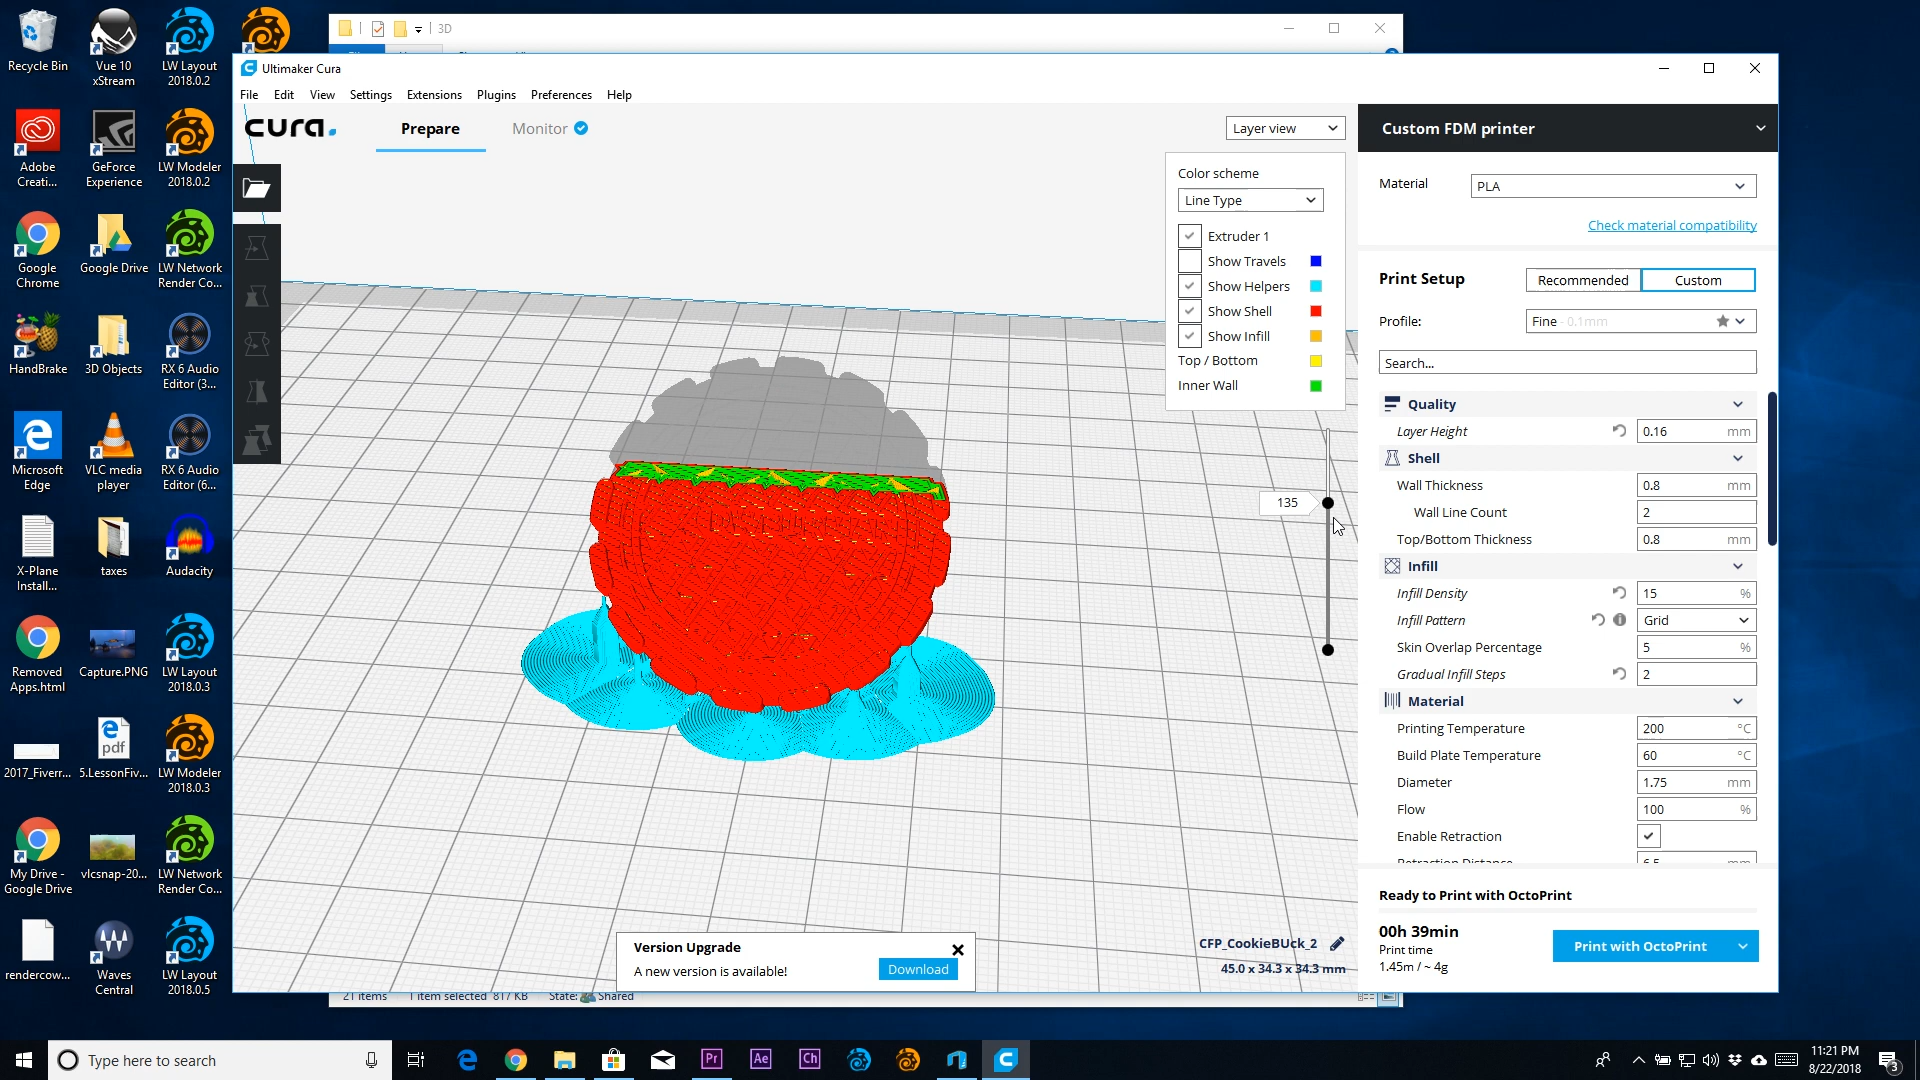 Recycle Bin
Vue 10
xStream
LW Layout
2018.0.2
Adobe
Creati...
GeForce
Experience
LW Modeler
2018.0.2
Google
Chrome
Google Drive
LW Network
Render Co...
HandBrake
3D Objects
RX 6 Audio
Editor (3...
Microsoft
Edge
VLC media
player
RX 6 Audio
Editor (6...
X-Plane
Install...
taxes
Audacity
Removed
Apps.html
Capture.PNG
LW Layout
2018.0.3
2017_Fiverr...
pdf
5.LessonFiv...
LW Modeler
2018.0.3
My Drive -
Google Drive
vlcsnap-20...
LW Network
Render Co...
rendercow...
Waves
Central
LW Layout
2018.0.5
3D
Ultimaker Cura
File Edit View Settings Extensions Plugins Preferences Help
cura.
Prepare
Monitor
Layer view
Color scheme
Line Type
Extruder 1
Show Travels
Show Helpers
Show Shell
Show Infill
Top / Bottom
Inner Wall
135
Custom FDM printer
Material PLA
Check material compatibility
Print Setup Recommended Custom
Profile: Fine - 0.1mm
Search...
Quality
Layer Height 0.16 mm
Shell
Wall Thickness 0.8 mm
Wall Line Count 2
Top/Bottom Thickness 0.8 mm
Infill
Infill Density 15 %
Infill Pattern Grid
Skin Overlap Percentage 5 %
Gradual Infill Steps 2
Material
Printing Temperature 200 °C
Build Plate Temperature 60 °C
Diameter 1.75 mm
Flow 100 %
Enable Retraction
Retraction Distance 6.5 mm
Ready to Print with OctoPrint
00h 39min
Print time
1.45m / ~ 4g
Print with OctoPrint
CFP_CookieBUck_2
45.0 x 34.3 x 34.3 mm
Version Upgrade
A new version is available!
Download
21 items 1 item selected 817 KB State: Shared
Type here to search
Pr
Ae
Ch
11:21 PM
8/22/2018
3